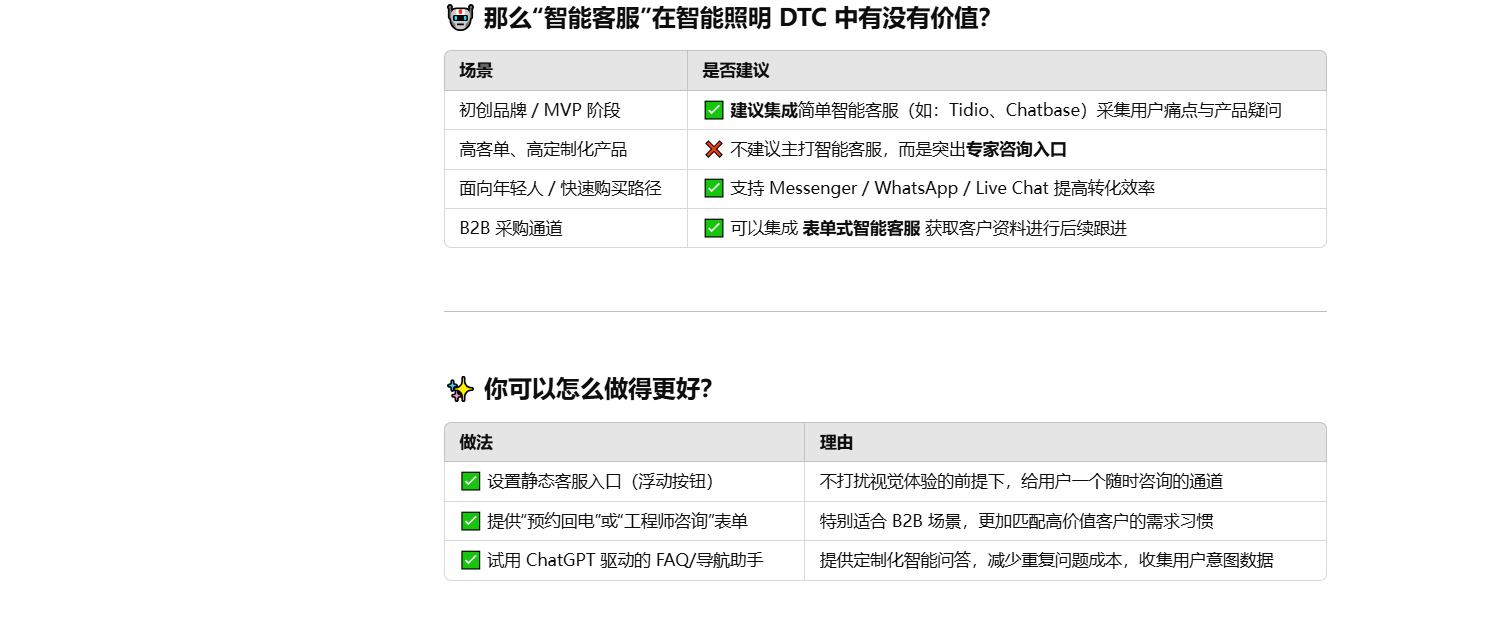 🤖 那么“智能客服”在智能照明 DTC 中有没有价值？
场景 是否建议
初创品牌 / MVP 阶段 ✅ 建议集成简单智能客服（如：Tidio、Chatbase）采集用户痛点与产品疑问
高客单、高定制化产品 ❌ 不建议主打智能客服，而是突出专家咨询入口
面向年轻人 / 快速购买路径 ✅ 支持 Messenger / WhatsApp / Live Chat 提高转化效率
B2B 采购通道 ✅ 可以集成 表单式智能客服 获取客户资料进行后续跟进
✨ 你可以怎么做得更好？
做法 理由
✅ 设置静态客服入口（浮动按钮） 不打扰视觉体验的前提下，给用户一个随时咨询的通道
✅ 提供“预约回电”或“工程师咨询”表单 特别适合 B2B 场景，更加匹配高价值客户的需求习惯
✅ 试用 ChatGPT 驱动的 FAQ/导航助手 提供定制化智能问答，减少重复问题成本，收集用户意图数据